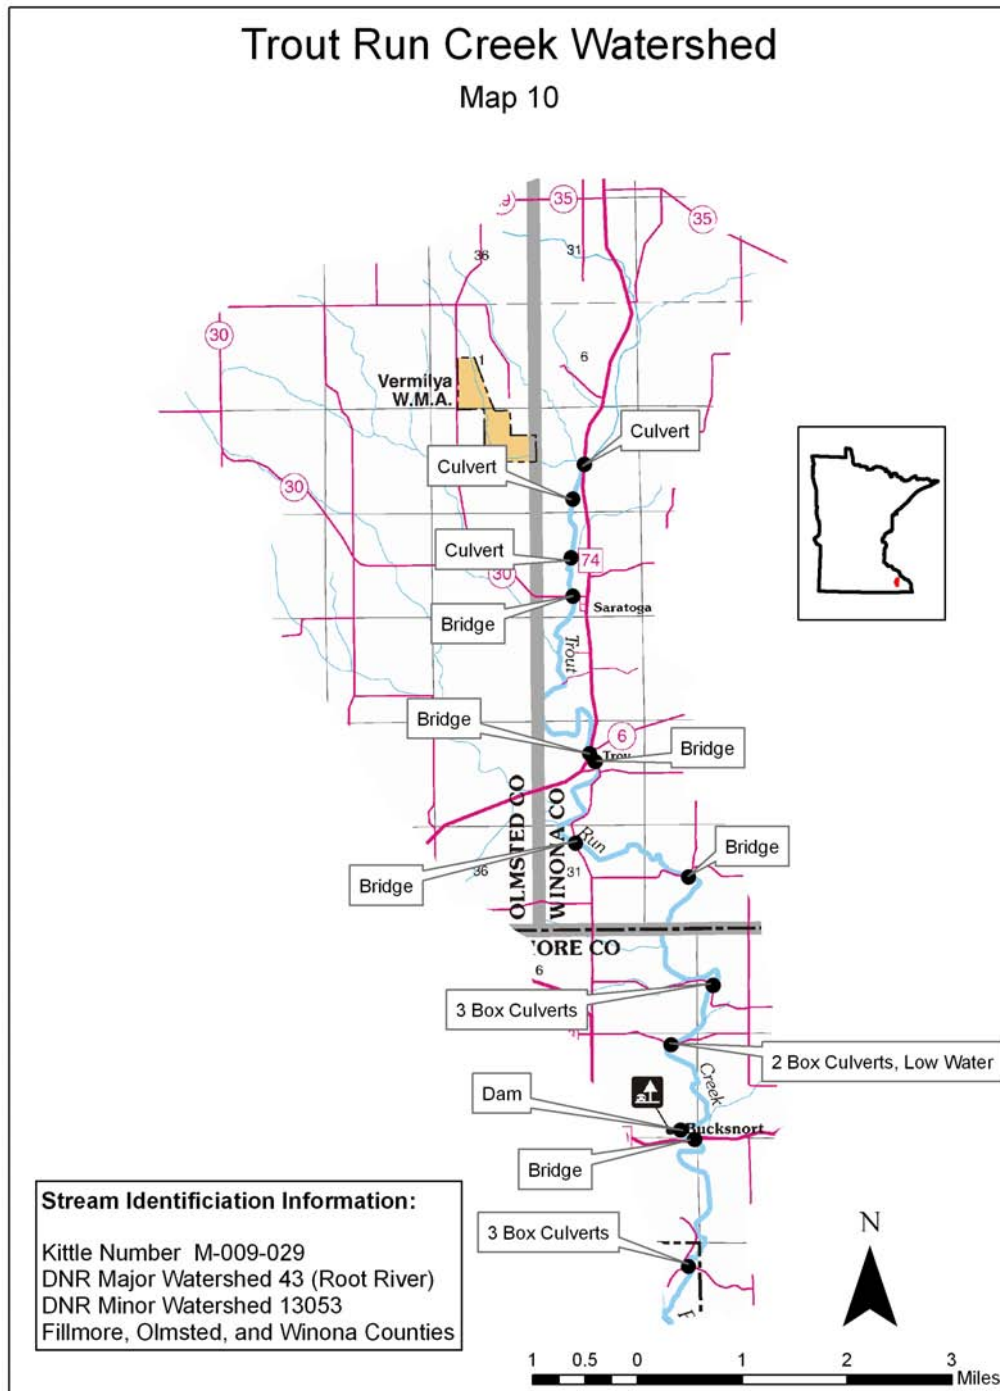 Trout Run Creek Watershed
Map 10
35
35
36
31
30
6
1
Vermilya
W.M.A.
Culvert
Culvert
30
Culvert
74
30
Saratoga
Bridge
Trout
Bridge
6
Bridge
Troy
OLMSTED CO
WINONA CO
Run
Bridge
Bridge
36
31
ORE CO
6
3 Box Culverts
2 Box Culverts, Low Water
Creek
Dam
Bucksnort
Bridge
3 Box Culverts
N
Stream Identificiation Information:
Kittle Number M-009-029
DNR Major Watershed 43 (Root River)
DNR Minor Watershed 13053
Fillmore, Olmsted, and Winona Counties
1 0.5 0 1 2 3
Miles